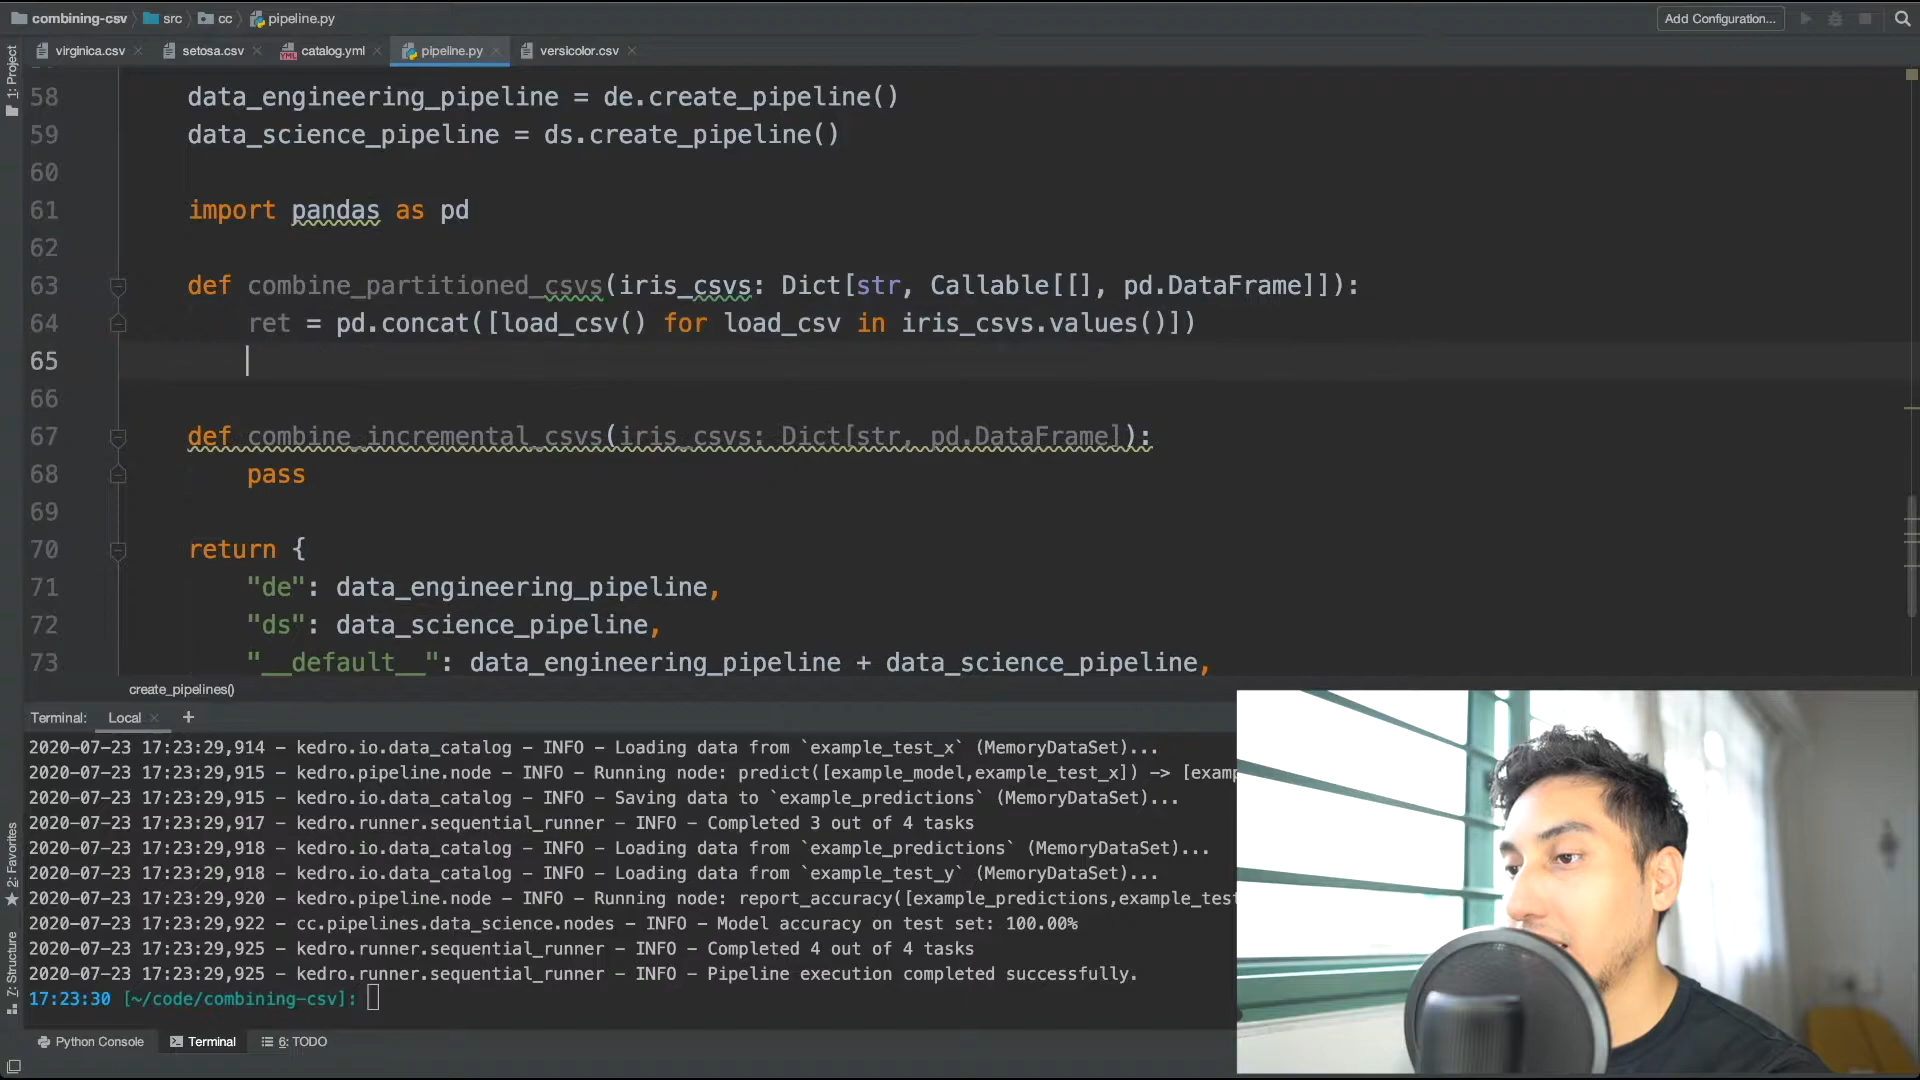 combining-csv
src
cc
pipeline.py
Add Configuration...
virginica.csv
setosa.csv
catalog.yml
pipeline.py
versicolor.csv
1: Project
58 data_engineering_pipeline = de.create_pipeline()
59 data_science_pipeline = ds.create_pipeline()
60
61 import pandas as pd
62
63 def combine_partitioned_csvs(iris_csvs: Dict[str, Callable[[], pd.DataFrame]]):
64 ret = pd.concat([load_csv() for load_csv in iris_csvs.values()])
65
66
67 def combine_incremental_csvs(iris_csvs: Dict[str, pd.DataFrame]):
68 pass
69
70 return {
71 "de": data_engineering_pipeline,
72 "ds": data_science_pipeline,
73 "__default__": data_engineering_pipeline + data_science_pipeline,
create_pipelines()
Terminal: Local +
2020-07-23 17:23:29,914 - kedro.io.data_catalog - INFO - Loading data from `example_test_x` (MemoryDataSet)...
2020-07-23 17:23:29,915 - kedro.pipeline.node - INFO - Running node: predict([example_model,example_test_x]) -> [examp
2020-07-23 17:23:29,915 - kedro.io.data_catalog - INFO - Saving data to `example_predictions` (MemoryDataSet)...
2020-07-23 17:23:29,917 - kedro.runner.sequential_runner - INFO - Completed 3 out of 4 tasks
2020-07-23 17:23:29,918 - kedro.io.data_catalog - INFO - Loading data from `example_predictions` (MemoryDataSet)...
2020-07-23 17:23:29,918 - kedro.io.data_catalog - INFO - Loading data from `example_test_y` (MemoryDataSet)...
2020-07-23 17:23:29,920 - kedro.pipeline.node - INFO - Running node: report_accuracy([example_predictions,example_test
2020-07-23 17:23:29,922 - cc.pipelines.data_science.nodes - INFO - Model accuracy on test set: 100.00%
2020-07-23 17:23:29,925 - kedro.runner.sequential_runner - INFO - Completed 4 out of 4 tasks
2020-07-23 17:23:29,925 - kedro.runner.sequential_runner - INFO - Pipeline execution completed successfully.
17:23:30 [~/code/combining-csv]:
2: Favorites
7: Structure
Python Console
Terminal
6: TODO